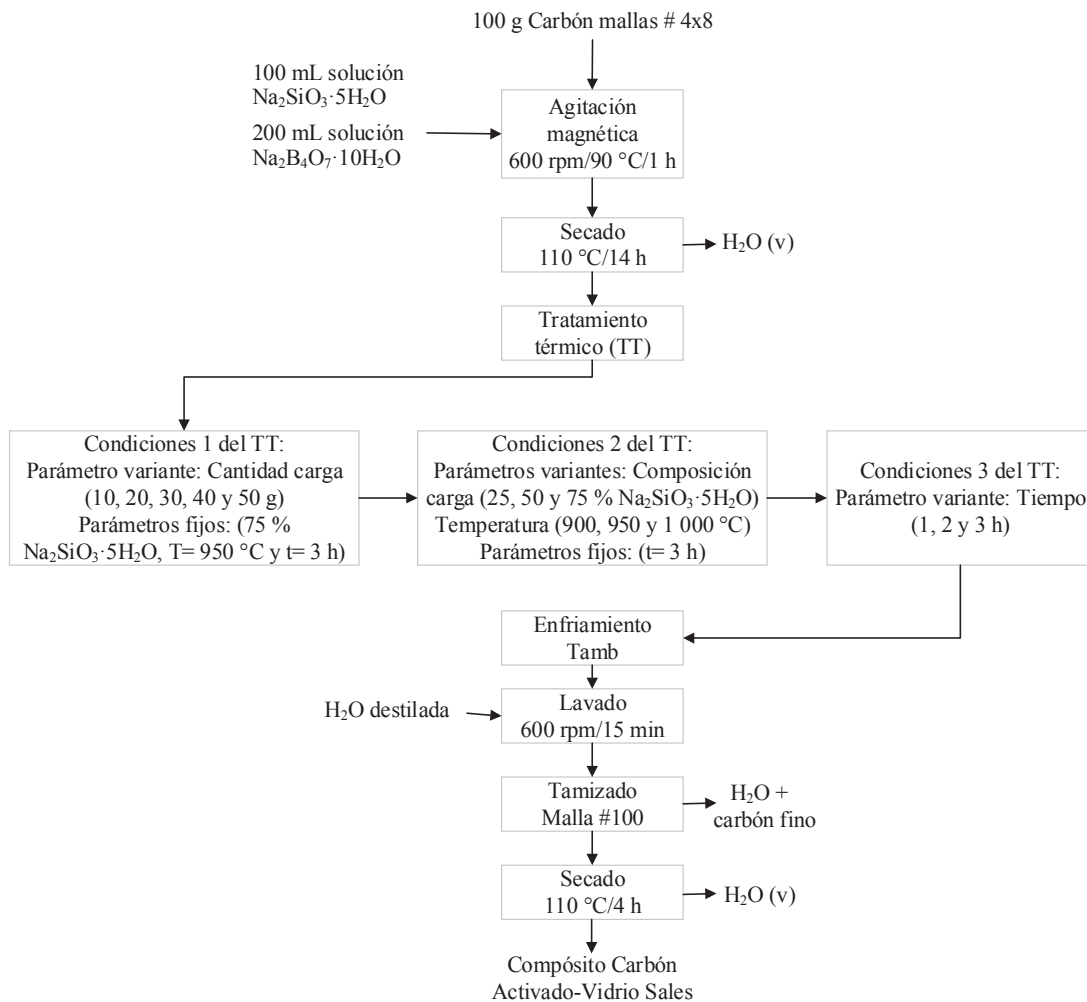 100 g Carbón mallas # 4x8
100 mL solución
Na₂SiO₃·5H₂O
200 mL solución
Na₂B₄O₇·10H₂O
Agitación
magnética
600 rpm/90 °C/1 h
Secado
110 °C/14 h
H₂O (v)
Tratamiento
térmico (TT)
Condiciones 1 del TT:
Parámetro variante: Cantidad carga
(10, 20, 30, 40 y 50 g)
Parámetros fijos: (75 %
Na₂SiO₃·5H₂O, T= 950 °C y t= 3 h)
Condiciones 2 del TT:
Parámetros variantes: Composición
carga (25, 50 y 75 % Na₂SiO₃·5H₂O)
Temperatura (900, 950 y 1 000 °C)
Parámetros fijos: (t= 3 h)
Condiciones 3 del TT:
Parámetro variante: Tiempo
(1, 2 y 3 h)
Enfriamiento
Tamb
H₂O destilada
Lavado
600 rpm/15 min
Tamizado
Malla #100
H₂O +
carbón fino
Secado
110 °C/4 h
H₂O (v)
Compósito Carbón
Activado-Vidrio Sales